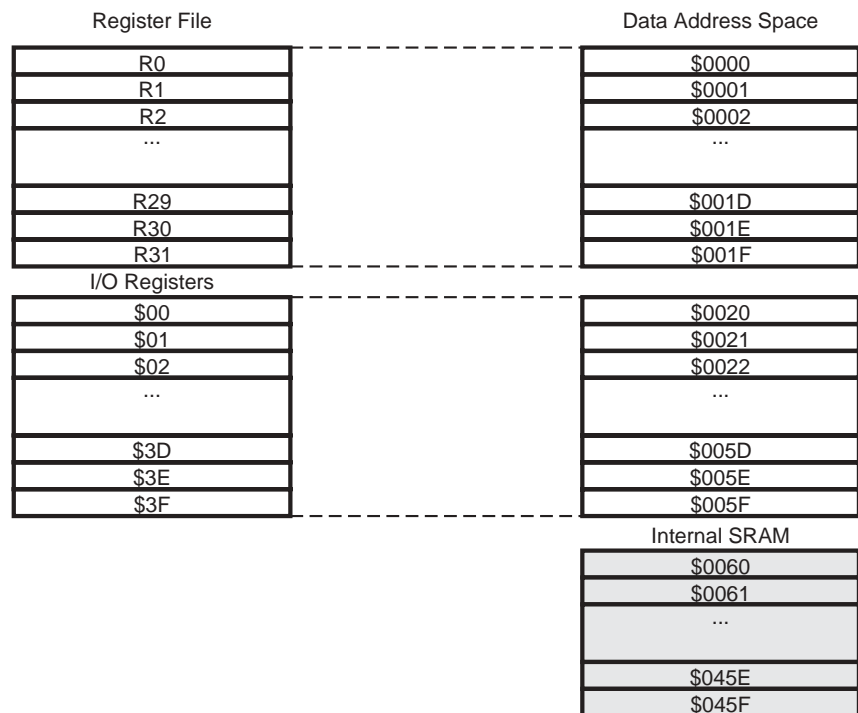 Register File
Data Address Space
R0
$0000
R1
$0001
R2
$0002
...
...
R29
$001D
R30
$001E
R31
$001F
I/O Registers
$00
$0020
$01
$0021
$02
$0022
...
...
$3D
$005D
$3E
$005E
$3F
$005F
Internal SRAM
$0060
$0061
...
$045E
$045F